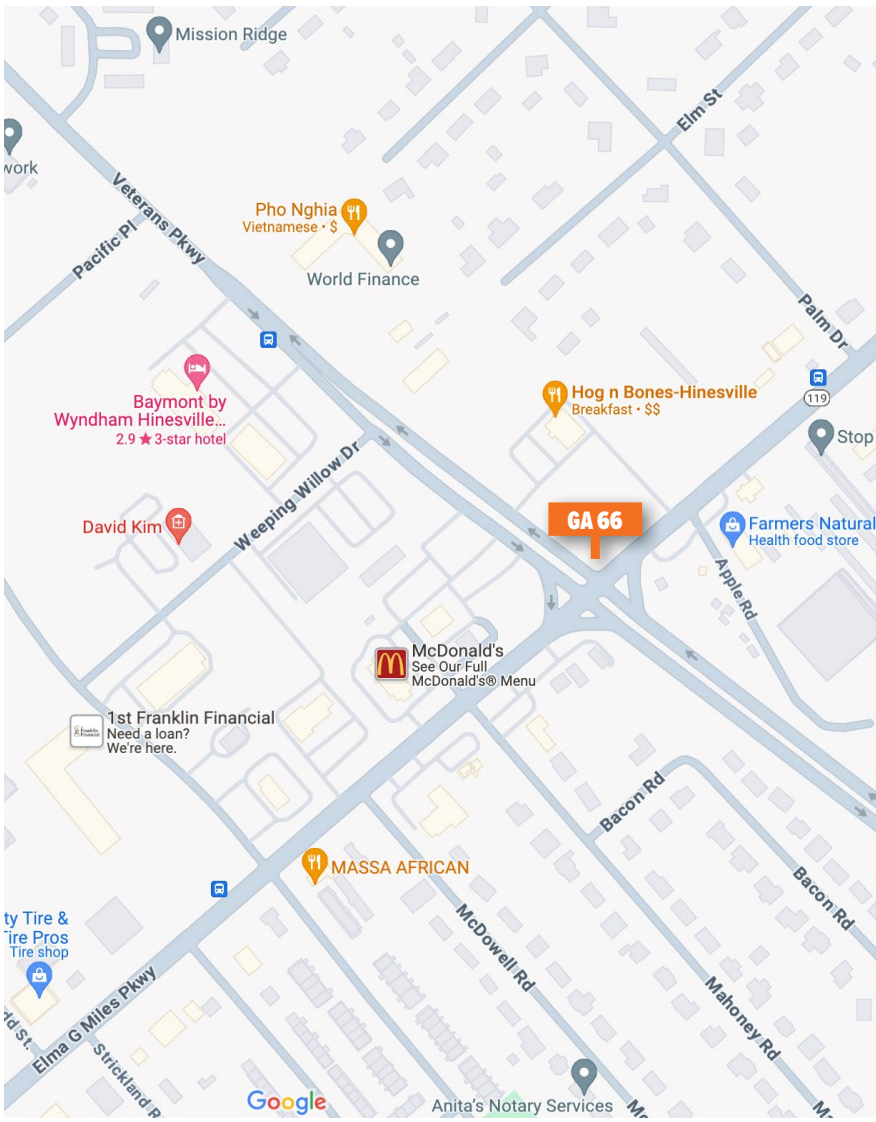 Mission Ridge
Elm St
work
Veterans Pkwy
Pho Nghia
Vietnamese • $
Pacific Pl
World Finance
Palm Dr
Baymont by
Wyndham Hinesville...
2.9 ★ 3-star hotel
Hog n Bones-Hinesville
Breakfast • $$
119
Stop
Weeping Willow Dr
David Kim
GA 66
Farmers Natural
Health food store
Apple Rd
McDonald's
See Our Full
McDonald's® Menu
1st Franklin Financial
Need a loan?
We're here.
Bacon Rd
MASSA AFRICAN
Bacon Rd
ty Tire &
Tire Pros
Tire shop
McDowell Rd
Elma G Miles Pkwy
Mahoney Rd
dd St.
Strickland R
Google
Anita's Notary Services
Mc
Ma